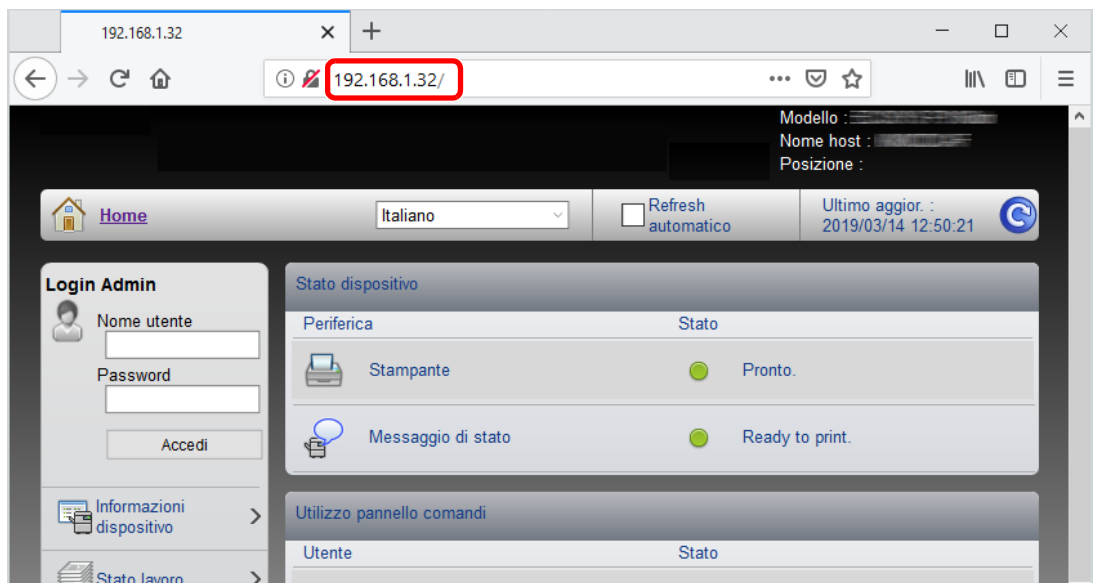 192.168.1.32
192.168.1.32/
Modello :
Nome host :
Posizione :
Home
Italiano
Refresh
automatico
Ultimo aggior. :
2019/03/14 12:50:21
Login Admin
Nome utente
Password
Accedi
Informazioni
dispositivo
Stato lavoro
Stato dispositivo
Periferica Stato
Stampante Pronto.
Messaggio di stato Ready to print.
Utilizzo pannello comandi
Utente Stato